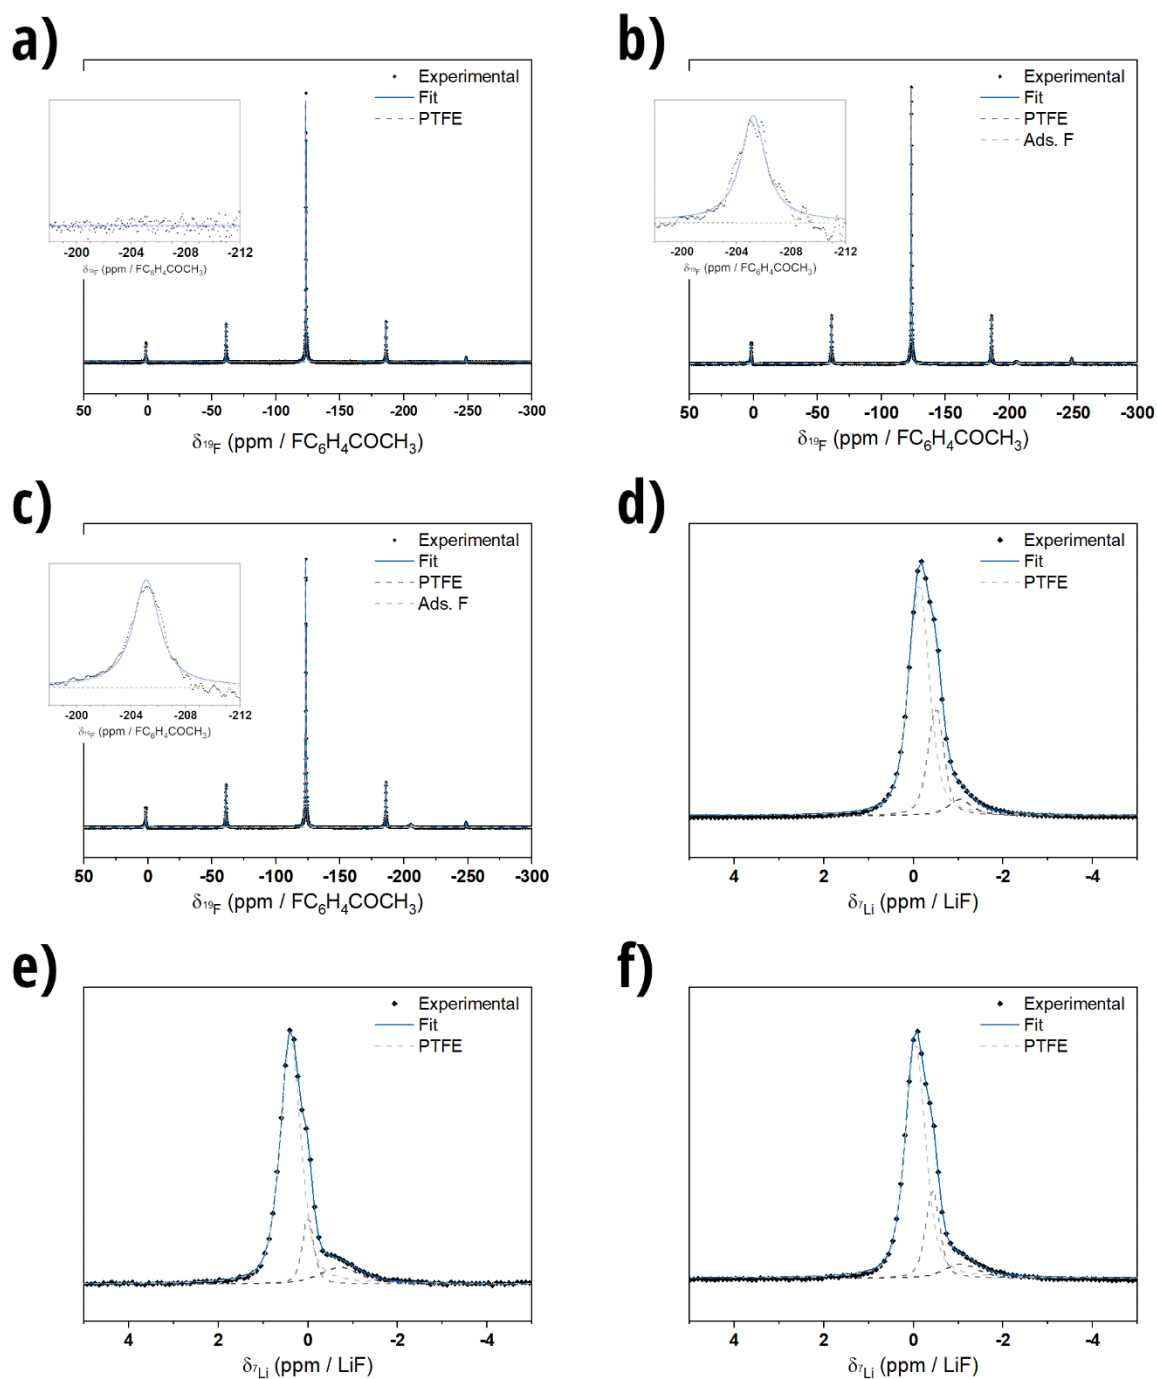 a)
Experimental
Fit
PTFE
-200 -204 -208 -212
δ¹⁹F (ppm / FC₆H₄COCH₃)
50 0 -50 -100 -150 -200 -250 -300
δ¹⁹F (ppm / FC₆H₄COCH₃)
b)
Experimental
Fit
PTFE
Ads. F
-200 -204 -208 -212
δ¹⁹F (ppm / FC₆H₄COCH₃)
50 0 -50 -100 -150 -200 -250 -300
δ¹⁹F (ppm / FC₆H₄COCH₃)
c)
Experimental
Fit
PTFE
Ads. F
-200 -204 -208 -212
δ¹⁹F (ppm / FC₆H₄COCH₃)
50 0 -50 -100 -150 -200 -250 -300
δ¹⁹F (ppm / FC₆H₄COCH₃)
d)
Experimental
Fit
PTFE
4 2 0 -2 -4
δ⁷Li (ppm / LiF)
e)
Experimental
Fit
PTFE
4 2 0 -2 -4
δ⁷Li (ppm / LiF)
f)
Experimental
Fit
PTFE
4 2 0 -2 -4
δ⁷Li (ppm / LiF)